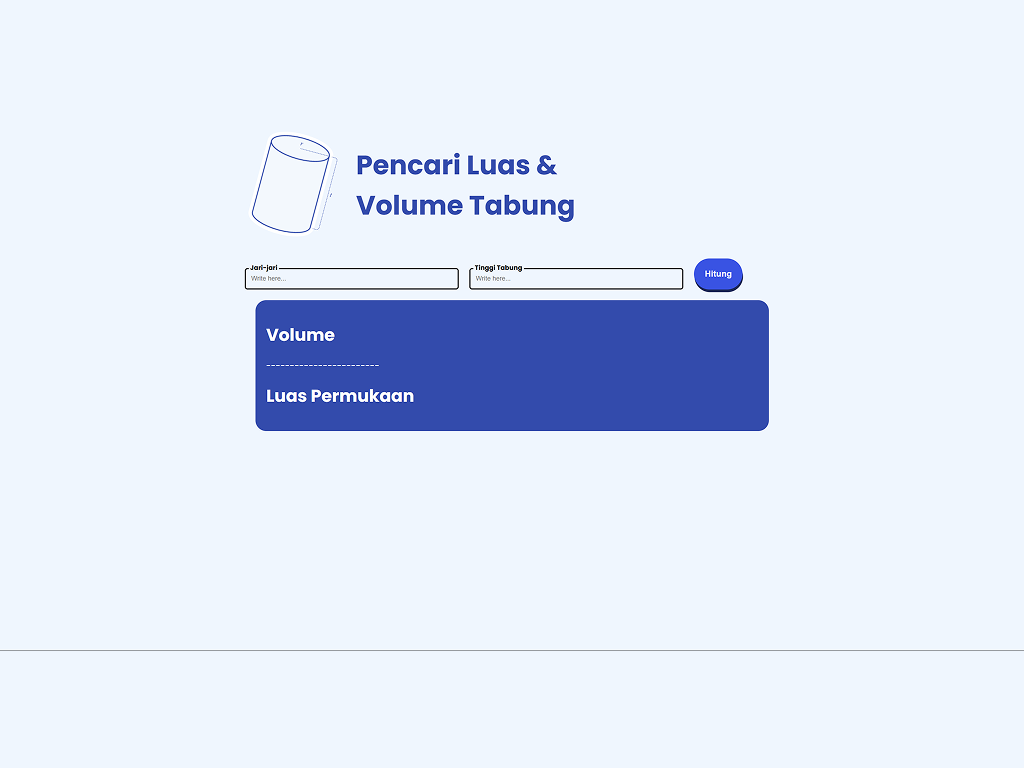 Pencari Luas &
Volume Tabung
Jari-jari
Write here...
Tinggi Tabung
Write here...
Hitung
Volume
------------------------
Luas Permukaan